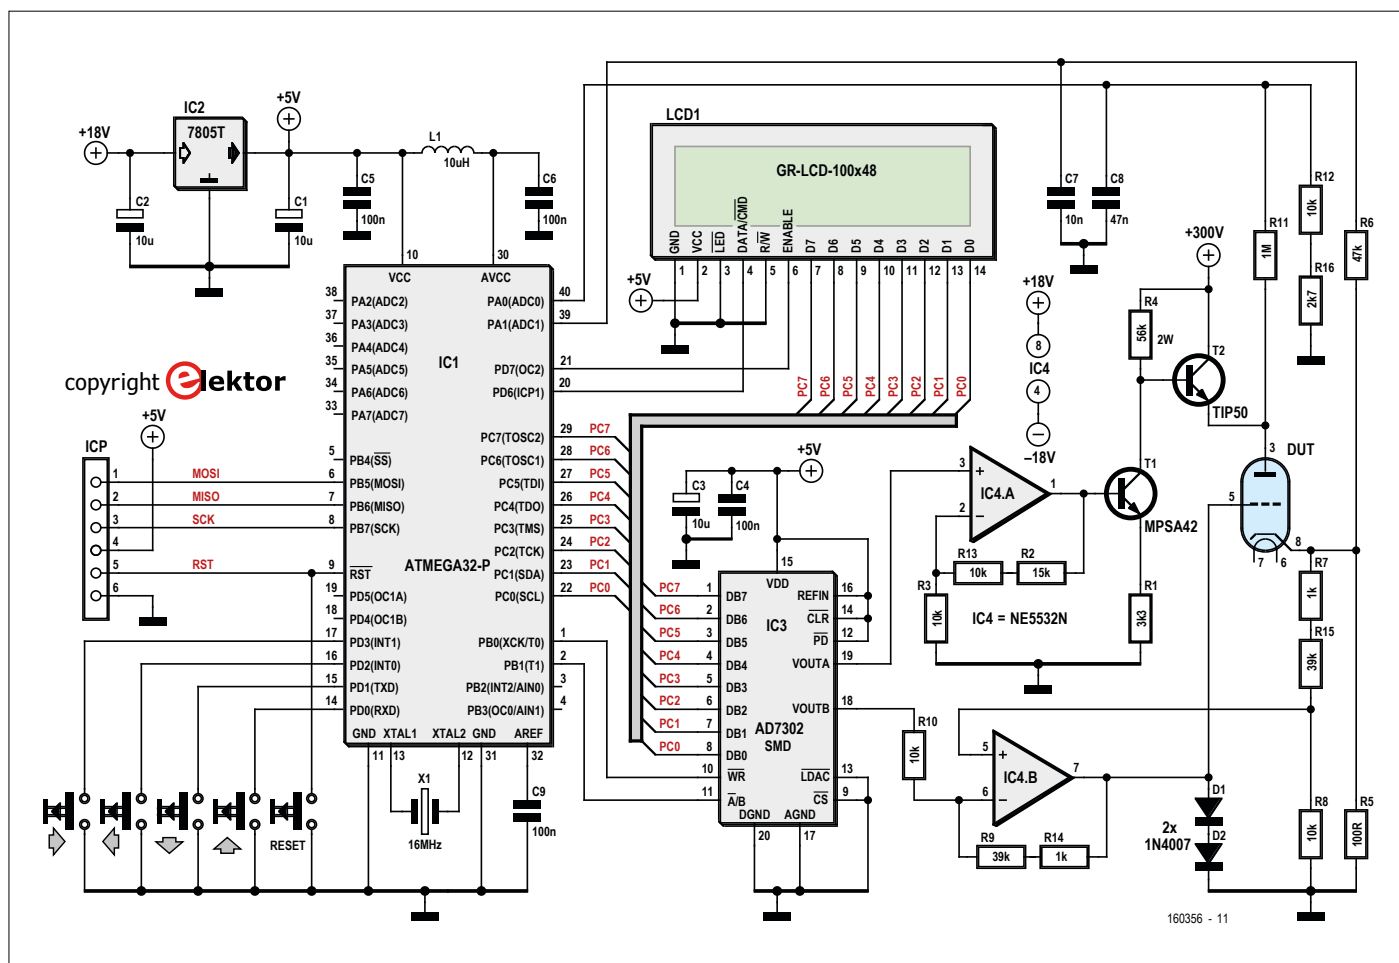 IC2
7805T
+18V
+5V
C2
10u
C1
10u
C5
100n
L1
10uH
C6
100n
LCD1
GR-LCD-100x48
GND
VCC
LED
DATA/CMD
R/W
ENABLE
D7
D6
D5
D4
D3
D2
D1
D0
1
2
3
4
5
6
7
8
9
10
11
12
13
14
+5V
PC7
PC6
PC5
PC4
PC3
PC2
PC1
PC0
C7
10n
C8
47n
R11
1M
R12
10k
R16
2k7
R6
47k
+300V
R4
56k
2W
T2
TIP50
+18V
8
IC4
4
–18V
copyright elektor
IC1
ATMEGA32-P
10
VCC
30
AVCC
38
PA2(ADC2)
37
PA3(ADC3)
36
PA4(ADC4)
35
PA5(ADC5)
34
PA6(ADC6)
33
PA7(ADC7)
5
PB4(SS)
6
PB5(MOSI)
7
PB6(MISO)
8
PB7(SCK)
9
RST
19
PD5(OC1A)
18
PD4(OC1B)
17
PD3(INT1)
16
PD2(INT0)
15
PD1(TXD)
14
PD0(RXD)
PA0(ADC0)
40
PA1(ADC1)
39
PD7(OC2)
21
PD6(ICP1)
20
PC7(TOSC2)
29
PC7
PC6(TOSC1)
28
PC6
PC5(TDI)
27
PC5
PC4(TDO)
26
PC4
PC3(TMS)
25
PC3
PC2(TCK)
24
PC2
PC1(SDA)
23
PC1
PC0(SCL)
22
PC0
PB0(XCK/T0)
1
PB1(T1)
2
PB2(INT2/AIN0)
3
PB3(OC0/AIN1)
4
GND
XTAL1
XTAL2
GND
AREF
11
13
12
31
32
X1
16MHz
C9
100n
ICP
+5V
1
MOSI
2
MISO
3
SCK
4
5
RST
6
RESET
C3
10u
C4
100n
+5V
15
VDD
IC3
AD7302
SMD
PC7
1
DB7
PC6
2
DB6
PC5
3
DB5
PC4
4
DB4
PC3
5
DB3
PC2
6
DB2
PC1
7
DB1
PC0
8
DB0
10
WR
11
A/B
REFIN
16
CLR
14
PD
12
VOUTA
19
VOUTB
18
LDAC
13
CS
9
DGND
AGND
20
17
3
+
2
–
IC4.A
1
R13
10k
R2
15k
R3
10k
IC4 = NE5532N
T1
MPSA42
R1
3k3
3
DUT
5
8
7
6
R7
1k
R15
39k
R10
10k
5
+
6
–
IC4.B
7
R9
39k
R14
1k
D1
2x
1N4007
D2
R8
10k
R5
100R
160356 - 11